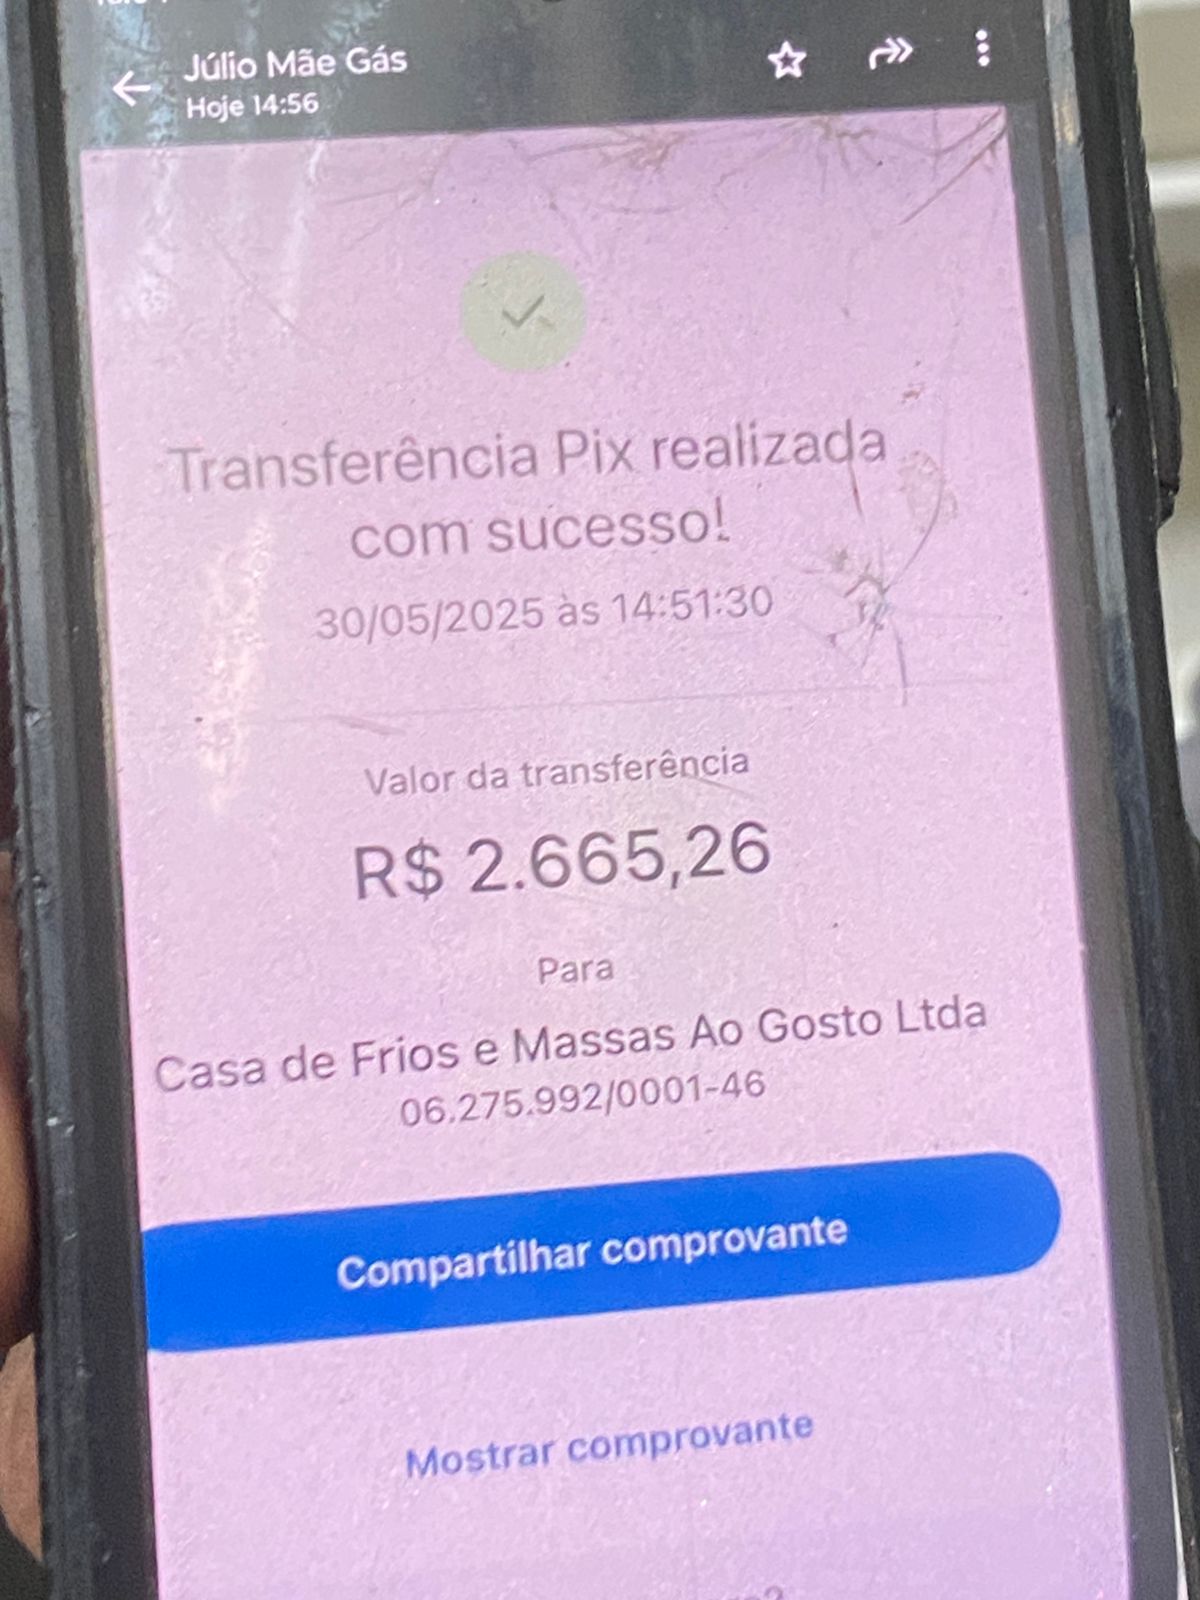 Júlio Mãe Gás
Hoje 14:56
Transferência Pix realizada
com sucesso!
30/05/2025 às 14:51:30
Valor da transferência
R$ 2.665,26
Para
Casa de Frios e Massas Ao Gosto Ltda
06.275.992/0001-46
Compartilhar comprovante
Mostrar comprovante